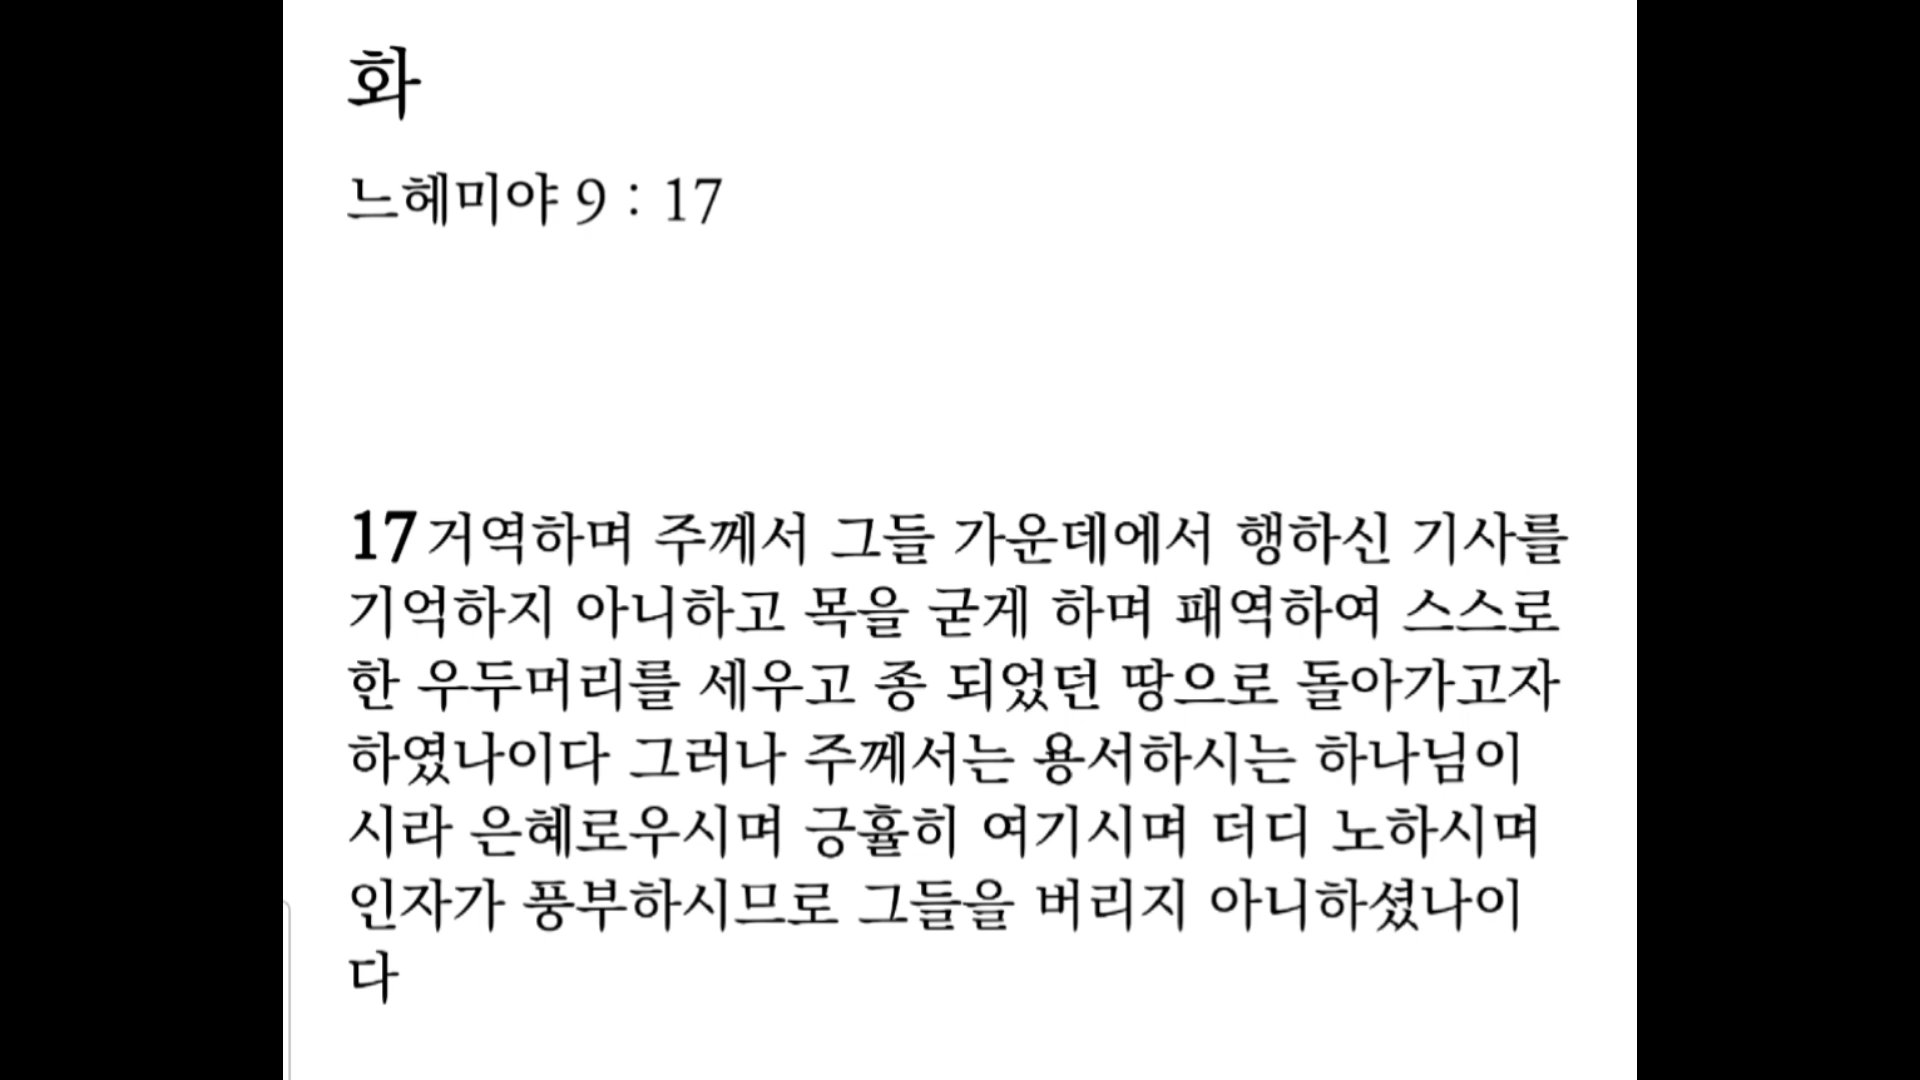 화
느헤미야 9 : 17
17 거역하며 주께서 그들 가운데에서 행하신 기사를
기억하지 아니하고 목을 굳게 하며 패역하여 스스로
한 우두머리를 세우고 종 되었던 땅으로 돌아가고자
하였나이다 그러나 주께서는 용서하시는 하나님이
시라 은혜로우시며 긍휼히 여기시며 더디 노하시며
인자가 풍부하시므로 그들을 버리지 아니하셨나이
다